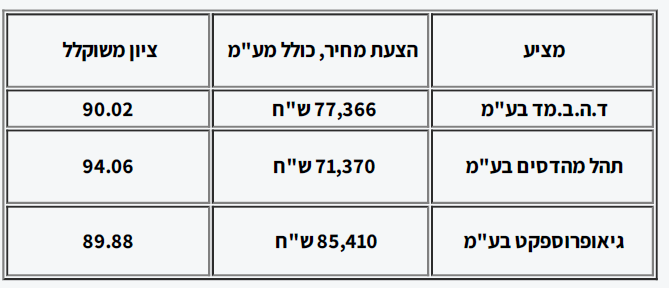 מציע הצעת מחיר, כולל מע"מ ציון משוקלל
ד.ה.ב.מד בע"מ 77,366 ש"ח 90.02
תהל מהדסים בע"מ 71,370 ש"ח 94.06
גיאופרוספקט בע"מ 85,410 ש"ח 89.88